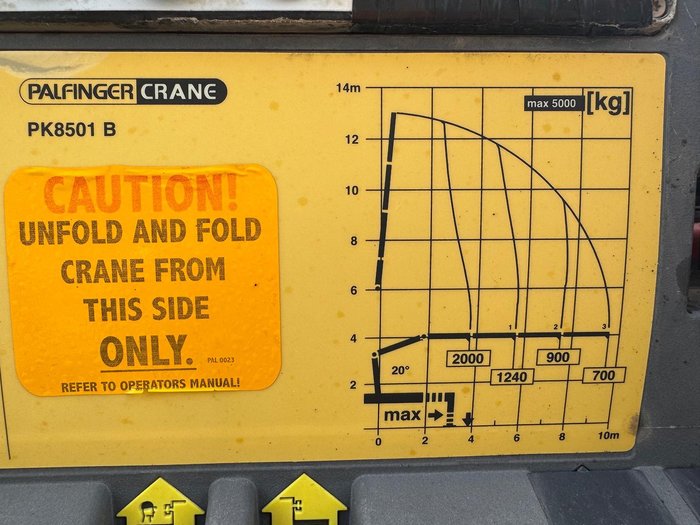 PALFINGER CRANE
PK8501 B
CAUTION!
UNFOLD AND FOLD
CRANE FROM
THIS SIDE
ONLY.
PAL 0023
REFER TO OPERATORS MANUAL!
14m
max 5000 [kg]
12
10
8
6
4
2
1 2 3
2000
900
1240
700
20°
max
0 2 4 6 8 10m